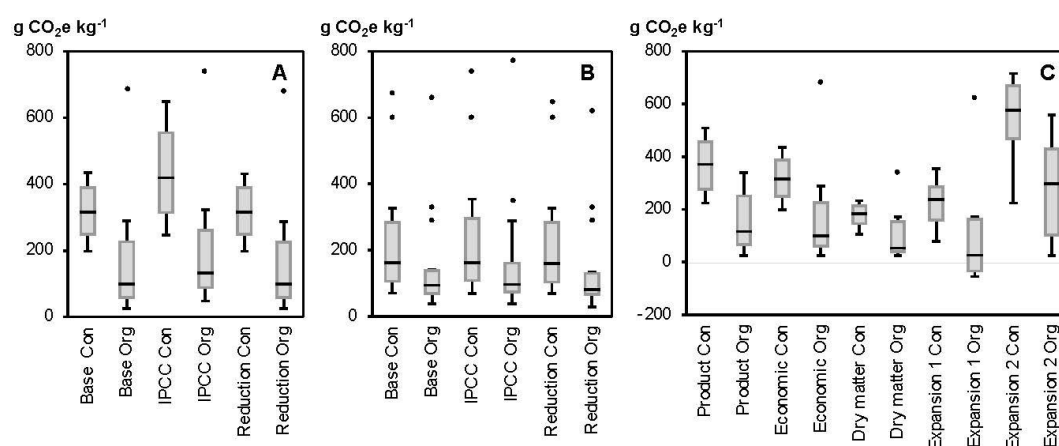 g CO₂e kg⁻¹
800
600
400
200
0
A
Base Con
Base Org
IPCC Con
IPCC Org
Reduction Con
Reduction Org
g CO₂e kg⁻¹
800
600
400
200
0
B
Base Con
Base Org
IPCC Con
IPCC Org
Reduction Con
Reduction Org
g CO₂e kg⁻¹
800
600
400
200
0
-200
C
Product Con
Product Org
Economic Con
Economic Org
Dry matter Con
Dry matter Org
Expansion 1 Con
Expansion 1 Org
Expansion 2 Con
Expansion 2 Org